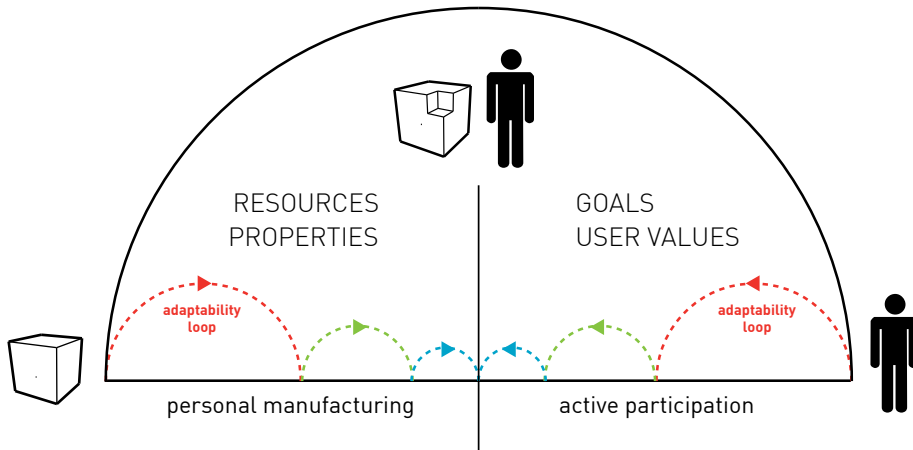 RESOURCES
PROPERTIES
GOALS
USER VALUES
adaptability
loop
adaptability
loop
personal manufacturing
active participation